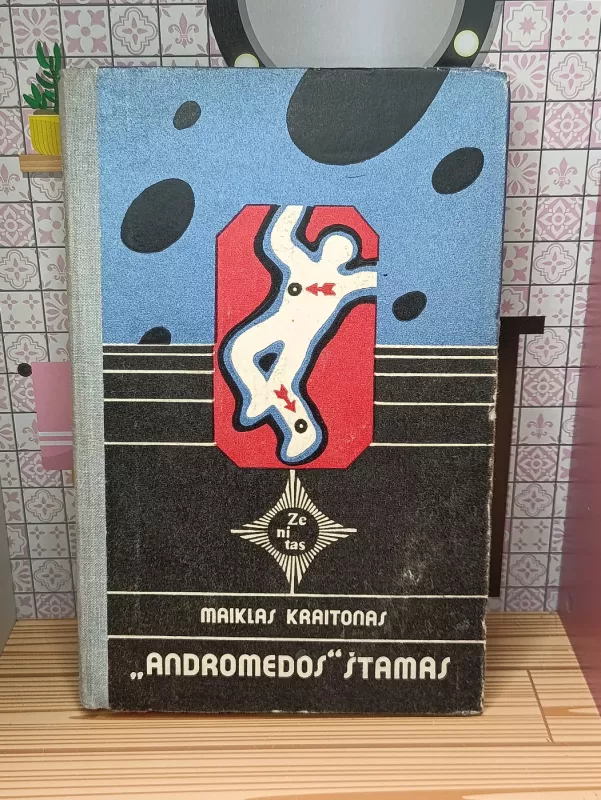 Ze
ni
tas
MAIKLAS KRAITONAS
„ANDROMEDOS“ ŠTAMAS